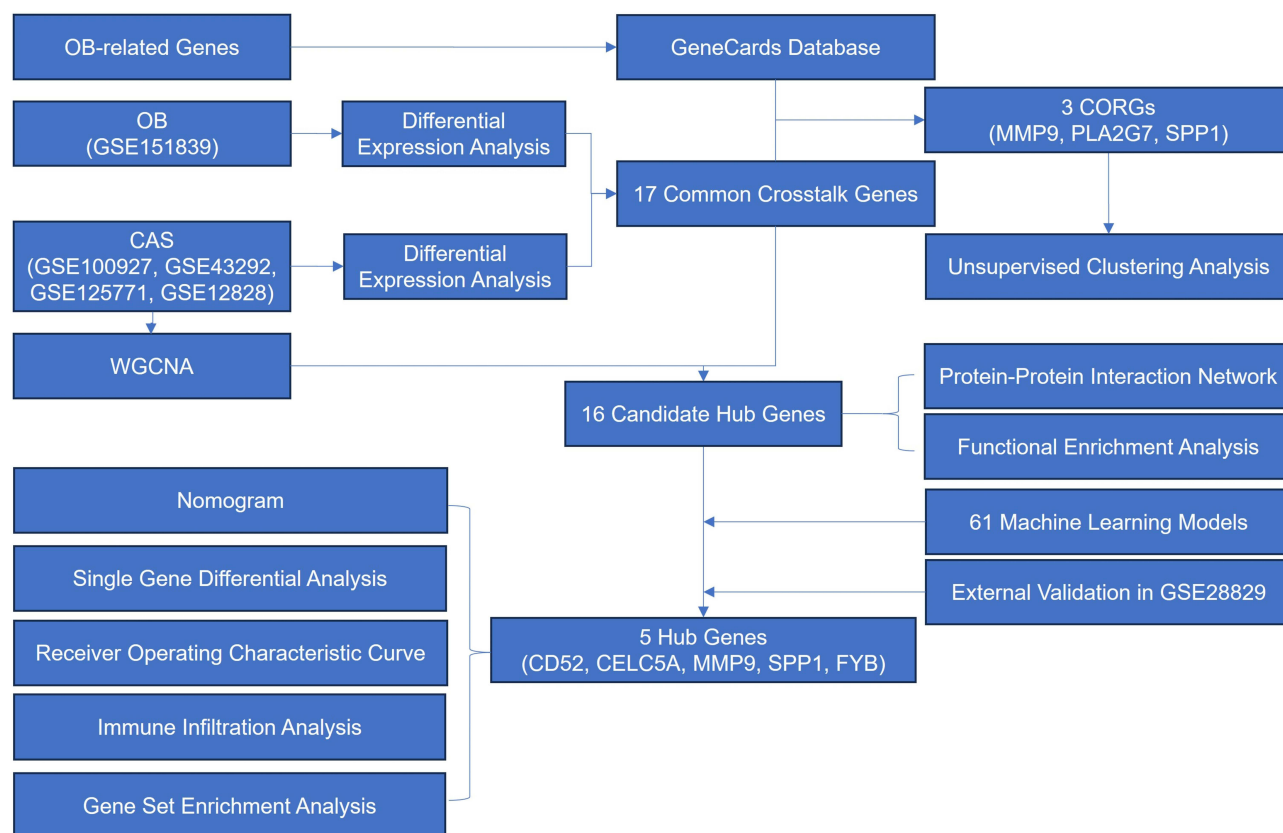 OB-related Genes
GeneCards Database
OB
(GSE151839)
Differential
Expression Analysis
3 CORGs
(MMP9, PLA2G7, SPP1)
17 Common Crosstalk Genes
CAS
(GSE100927, GSE43292,
GSE125771, GSE12828)
Differential
Expression Analysis
Unsupervised Clustering Analysis
WGCNA
Protein-Protein Interaction Network
16 Candidate Hub Genes
Functional Enrichment Analysis
Nomogram
61 Machine Learning Models
Single Gene Differential Analysis
External Validation in GSE28829
Receiver Operating Characteristic Curve
5 Hub Genes
(CD52, CELC5A, MMP9, SPP1, FYB)
Immune Infiltration Analysis
Gene Set Enrichment Analysis